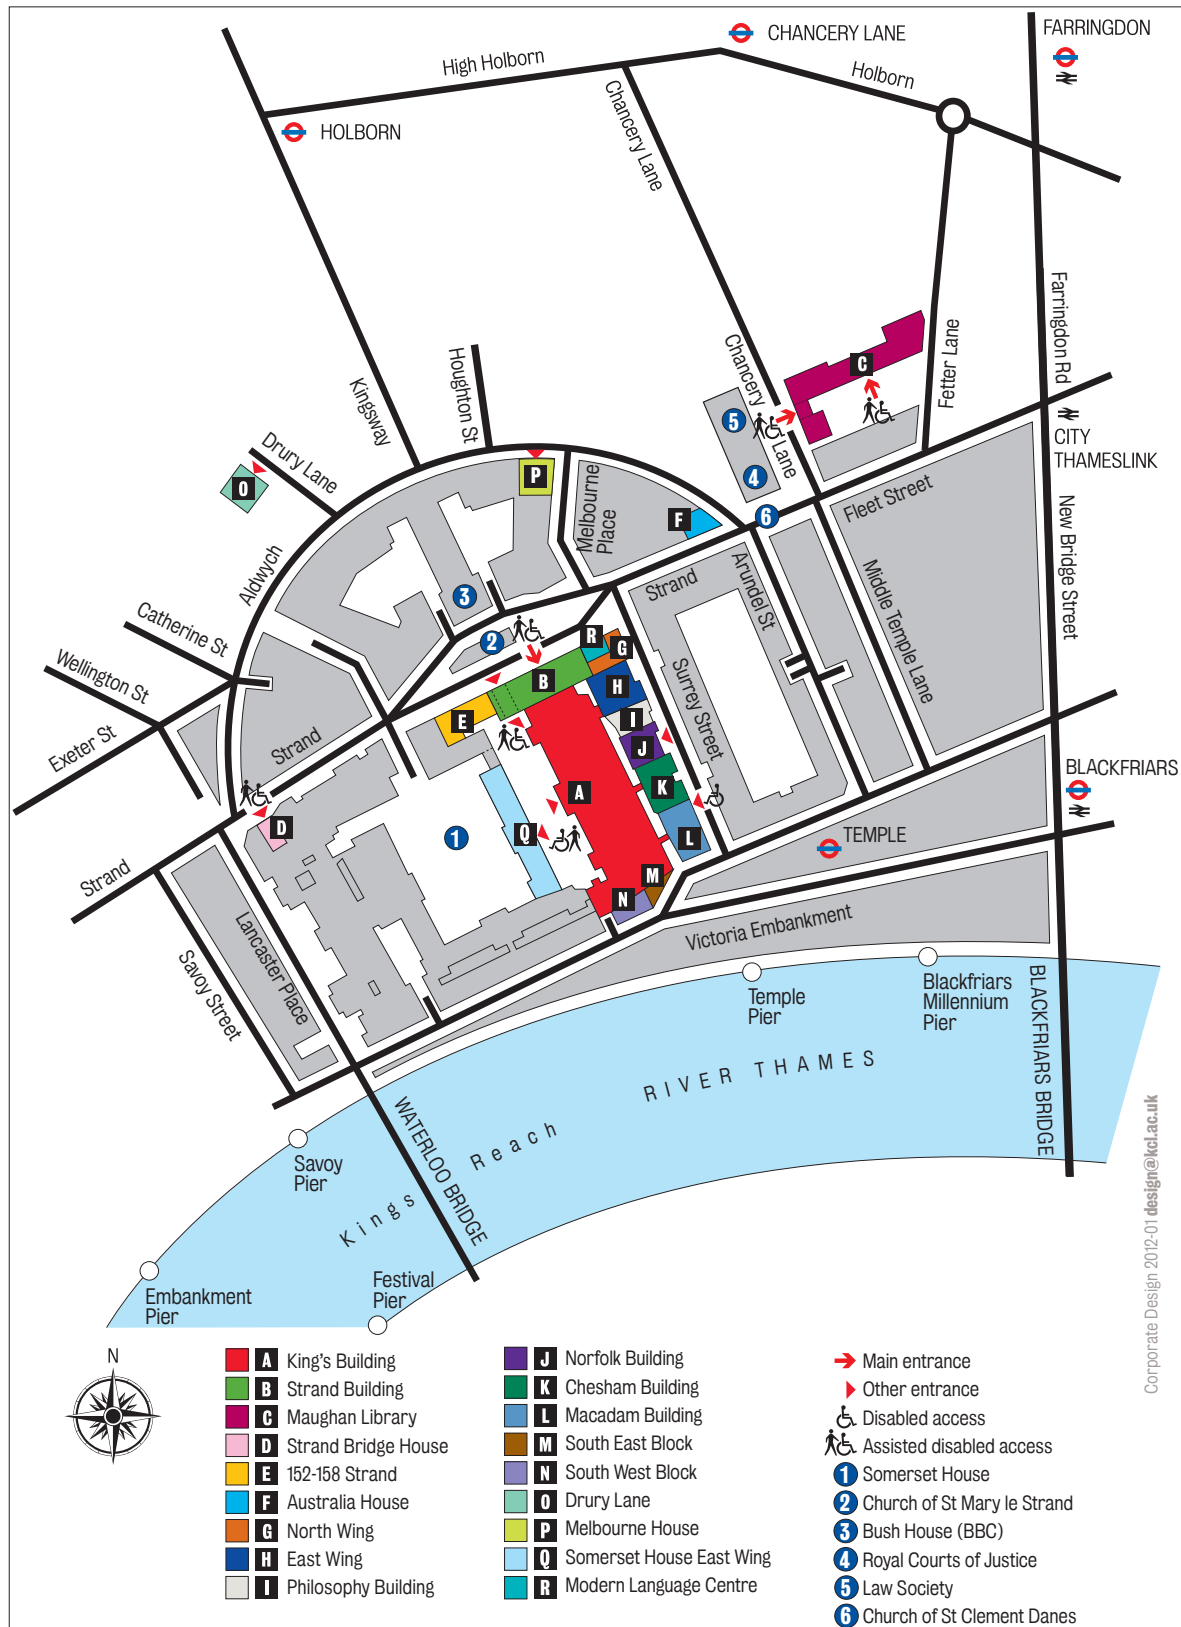 FARRINGDON
CHANCERY LANE
High Holborn
Holborn
HOLBORN
Chancery Lane
Farringdon Rd
Fetter Lane
Chancery Lane
C
5
4
6
CITY
THAMESLINK
Houghton St
Kingsway
Drury Lane
O
P
Melbourne
Place
F
Fleet Street
New Bridge Street
Aldwych
3
Strand
Arundel St
Middle Temple Lane
Catherine St
2
R
G
Wellington St
B
H
Surrey Street
Exeter St
Strand
E
I
J
BLACKFRIARS
A
K
D
1
Q
L
TEMPLE
Strand
M
N
Lancaster Place
Savoy Street
Victoria Embankment
Temple
Pier
Blackfriars
Millennium
Pier
BLACKFRIARS BRIDGE
RIVER THAMES
Kings Reach
WATERLOO BRIDGE
Savoy
Pier
Embankment
Pier
Festival
Pier
Corporate Design 2012-01 design@kcl.ac.uk
N
A King's Building
B Strand Building
C Maughan Library
D Strand Bridge House
E 152-158 Strand
F Australia House
G North Wing
H East Wing
I Philosophy Building
J Norfolk Building
K Chesham Building
L Macadam Building
M South East Block
N South West Block
O Drury Lane
P Melbourne House
Q Somerset House East Wing
R Modern Language Centre
Main entrance
Other entrance
Disabled access
Assisted disabled access
1 Somerset House
2 Church of St Mary le Strand
3 Bush House (BBC)
4 Royal Courts of Justice
5 Law Society
6 Church of St Clement Danes